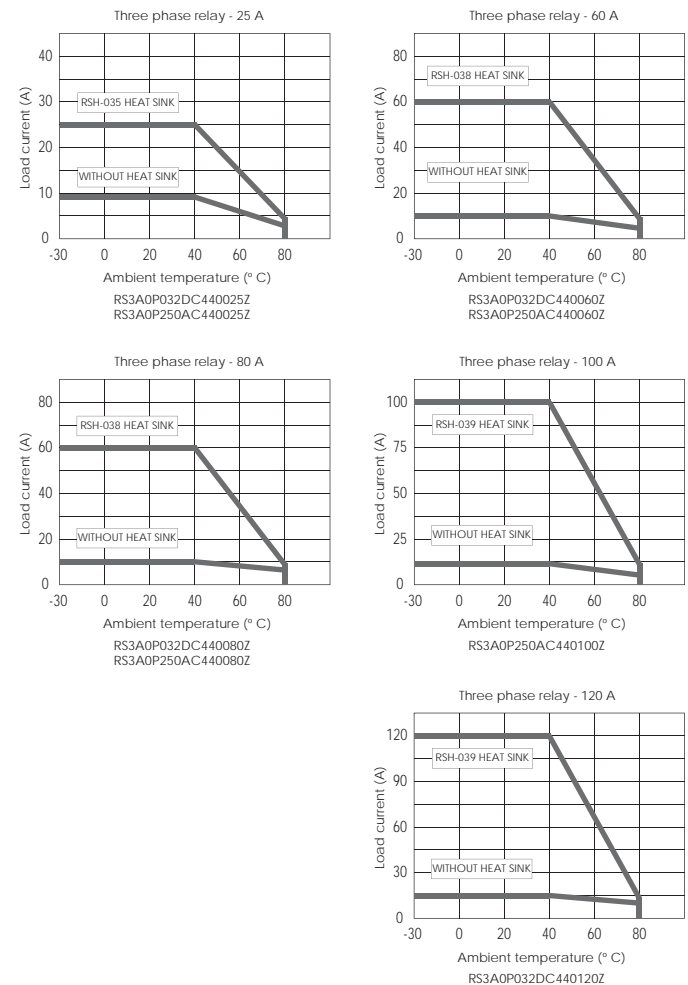 Three phase relay - 25 A
40
30
20
10
0
Load current (A)
RSH-035 HEAT SINK
WITHOUT HEAT SINK
-30 0 20 40 60 80
Ambient temperature (º C)
RS3A0P032DC440025Z
RS3A0P250AC440025Z
Three phase relay - 60 A
80
60
40
20
0
Load current (A)
RSH-038 HEAT SINK
WITHOUT HEAT SINK
-30 0 20 40 60 80
Ambient temperature (º C)
RS3A0P032DC440060Z
RS3A0P250AC440060Z
Three phase relay - 80 A
80
60
40
20
0
Load current (A)
RSH-038 HEAT SINK
WITHOUT HEAT SINK
-30 0 20 40 60 80
Ambient temperature (º C)
RS3A0P032DC440080Z
RS3A0P250AC440080Z
Three phase relay - 100 A
100
75
50
25
0
Load current (A)
RSH-039 HEAT SINK
WITHOUT HEAT SINK
-30 0 20 40 60 80
Ambient temperature (º C)
RS3A0P250AC440100Z
Three phase relay - 120 A
120
90
60
30
0
Load current (A)
RSH-039 HEAT SINK
WITHOUT HEAT SINK
-30 0 20 40 60 80
Ambient temperature (º C)
RS3A0P032DC440120Z